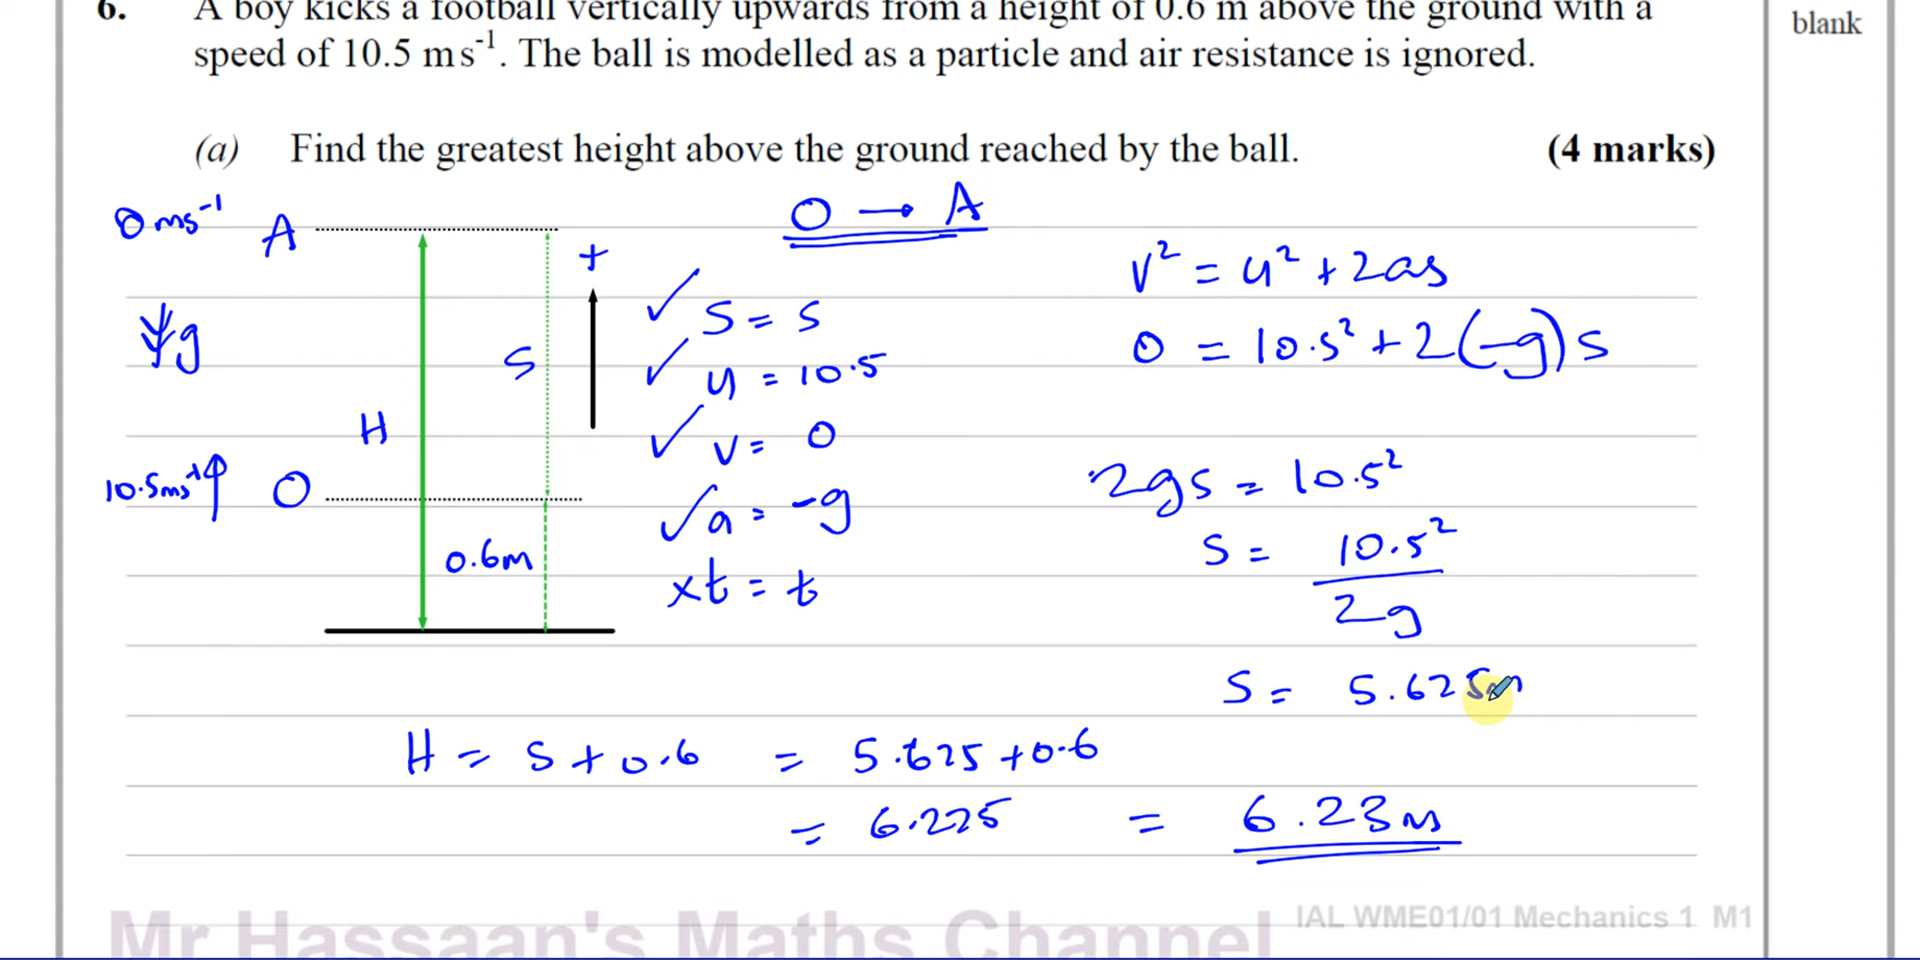 6. A boy kicks a football vertically upwards from a height of 0.6 m above the ground with a
speed of 10.5 ms⁻¹. The ball is modelled as a particle and air resistance is ignored.
blank
(a) Find the greatest height above the ground reached by the ball. (4 marks)
0 ms⁻¹ A
O → A
+
g
S
H
10.5ms⁻¹ O
0.6m
✓ S = S
✓ u = 10.5
✓ v = 0
✓ a = -g
x t = t
v² = u² + 2as
0 = 10.5² + 2(-g)s
2gs = 10.5²
s = 10.5²
2g
S = 5.625m
H = S + 0.6 = 5.625 + 0.6
= 6.225 = 6.23m
Mr Hassaan's Maths Channel
IAL WME01/01 Mechanics 1 M1